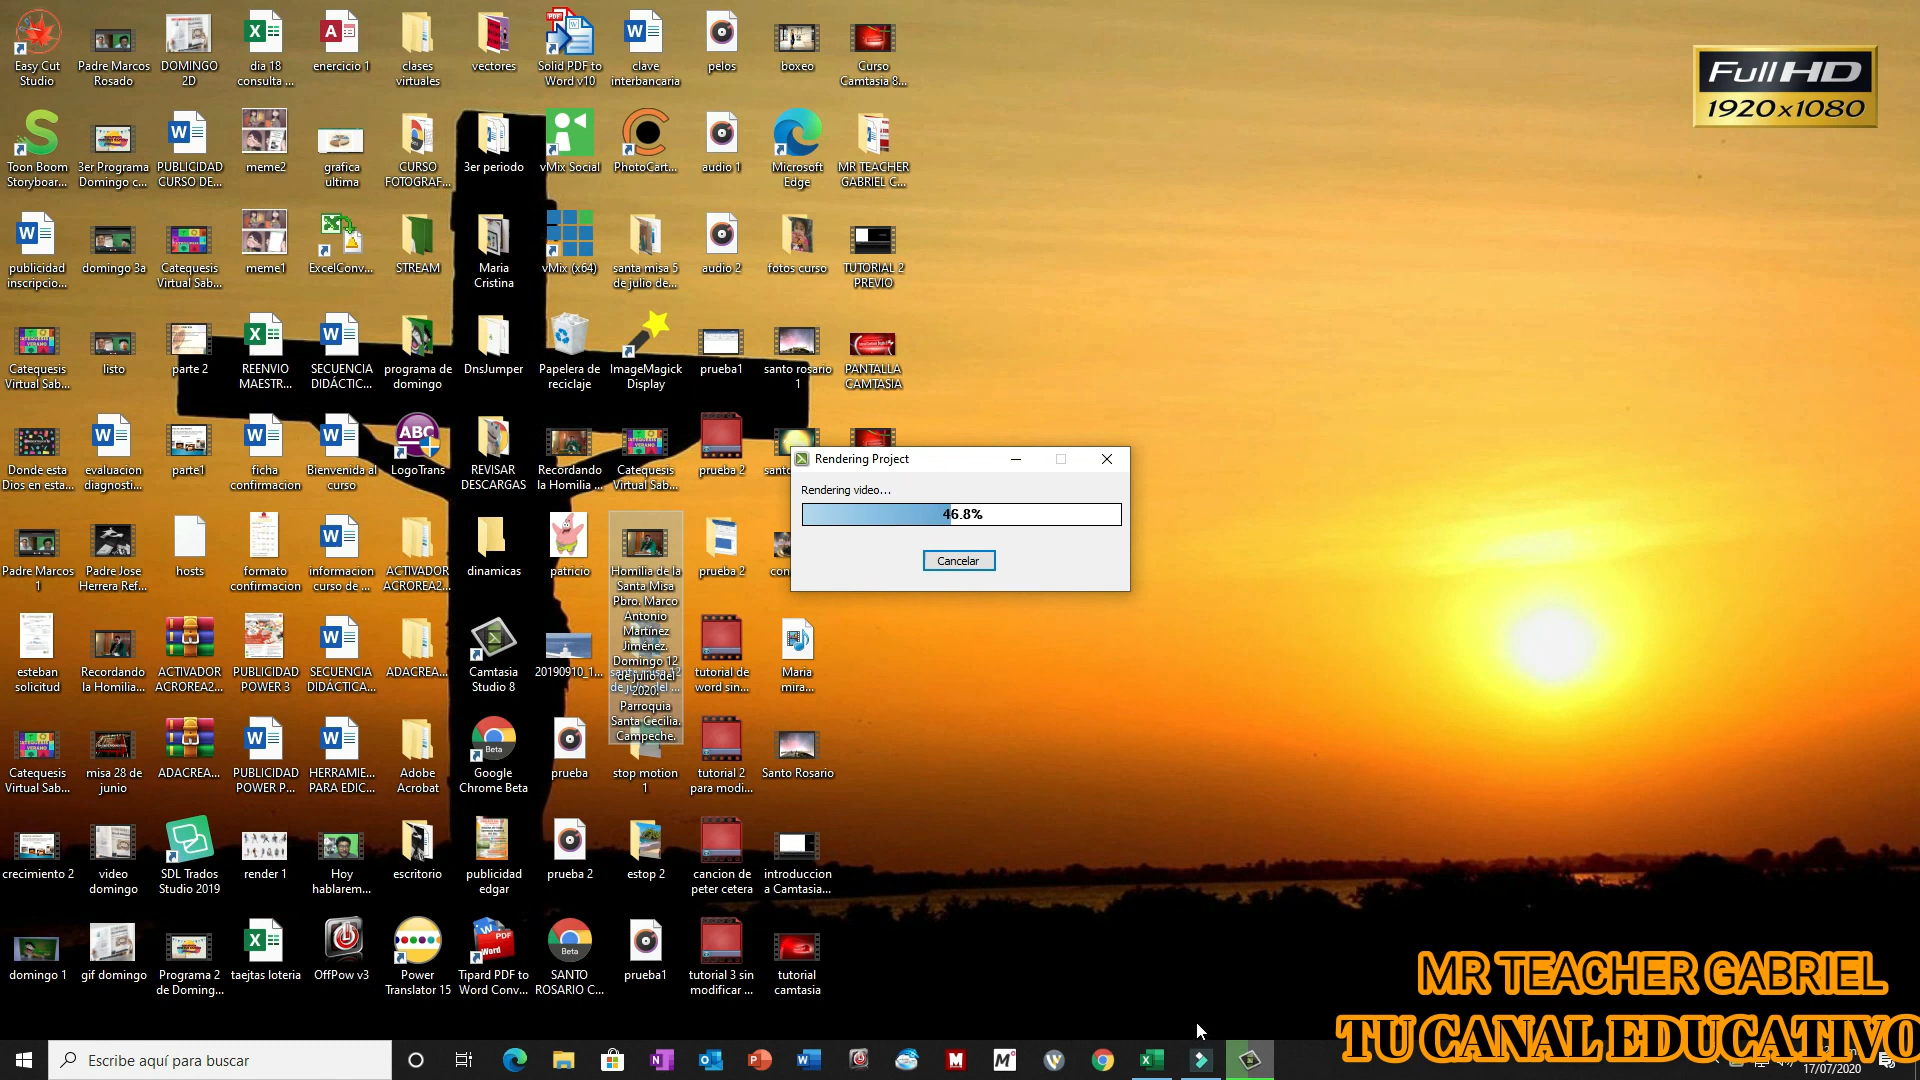 Easy Cut
Studio
Padre Marcos
Rosado
DOMINGO
2D
dia 18
consulta ...
enercicio 1
clases
virtuales
vectores
Solid PDF to
Word v10
clave
interbancaria
pelos
boxeo
Curso
Camtasia 8...
FullHD
1920x1080
Toon Boom
Storyboar...
3er Programa
Domingo c...
PUBLICIDAD
CURSO DE...
meme2
grafica
ultima
CURSO
FOTOGRAF...
3er periodo
vMix Social
PhotoCart...
audio 1
Microsoft
Edge
MR TEACHER
GABRIEL C...
publicidad
inscripcio...
domingo 3a
Catequesis
Virtual Sab...
meme1
ExcelConv...
STREAM
Maria
Cristina
vMix (x64)
santa misa 5
de julio de...
audio 2
fotos curso
TUTORIAL 2
PREVIO
Catequesis
Virtual Sab...
listo
parte 2
REENVIO
MAESTR...
SECUENCIA
DIDÁCTIC...
programa de
domingo
DnsJumper
Papelera de
reciclaje
ImageMagick
Display
prueba1
santo rosario
1
PANTALLA
CAMTASIA
Donde esta
Dios en esta...
evaluacion
diagnosti...
parte1
ficha
confirmacion
Bienvenida al
curso
ABC
LogoTrans
REVISAR
DESCARGAS
Recordando
la Homilia ...
Catequesis
Virtual Sab...
prueba 2
Rendering Project
Rendering video...
46.8%
Cancelar
Padre Marcos
1
Padre Jose
Herrera Ref...
hosts
formato
confirmacion
informacion
curso de ...
ACTIVADOR
ACROREA2...
dinamicas
patricio
Homilia de la
Santa Misa
Pbro. Marco
Antonio
Martínez
Jiménez.
Domingo 12
de julio del
2020.
Parroquia
Santa Cecilia.
Campeche.
prueba 2
esteban
solicitud
Recordando
la Homilia...
ACTIVADOR
ACROREA2...
PUBLICIDAD
POWER 3
SECUENCIA
DIDÁCTICA...
ADACREA...
Camtasia
Studio 8
20190910_1...
tutorial de
word sin...
Maria
mira...
Catequesis
Virtual Sab...
misa 28 de
junio
ADACREA...
PUBLICIDAD
POWER P...
HERRAMIE...
PARA EDIC...
Adobe
Acrobat
Beta
Google
Chrome Beta
prueba
stop motion
1
tutorial 2
para modi...
Santo Rosario
crecimiento 2
video
domingo
SDL Trados
Studio 2019
render 1
Hoy
hablarem...
escritorio
publicidad
edgar
prueba 2
estop 2
cancion de
peter cetera
introduccion
a Camtasia...
domingo 1
gif domingo
Programa 2
de Doming...
taejtas loteria
OffPow v3
Power
Translator 15
Tipard PDF to
Word Conv...
Beta
SANTO
ROSARIO C...
prueba1
tutorial 3 sin
modificar ...
tutorial
camtasia
MR TEACHER GABRIEL
TU CANAL EDUCATIVO
Escribe aquí para buscar
17/07/2020